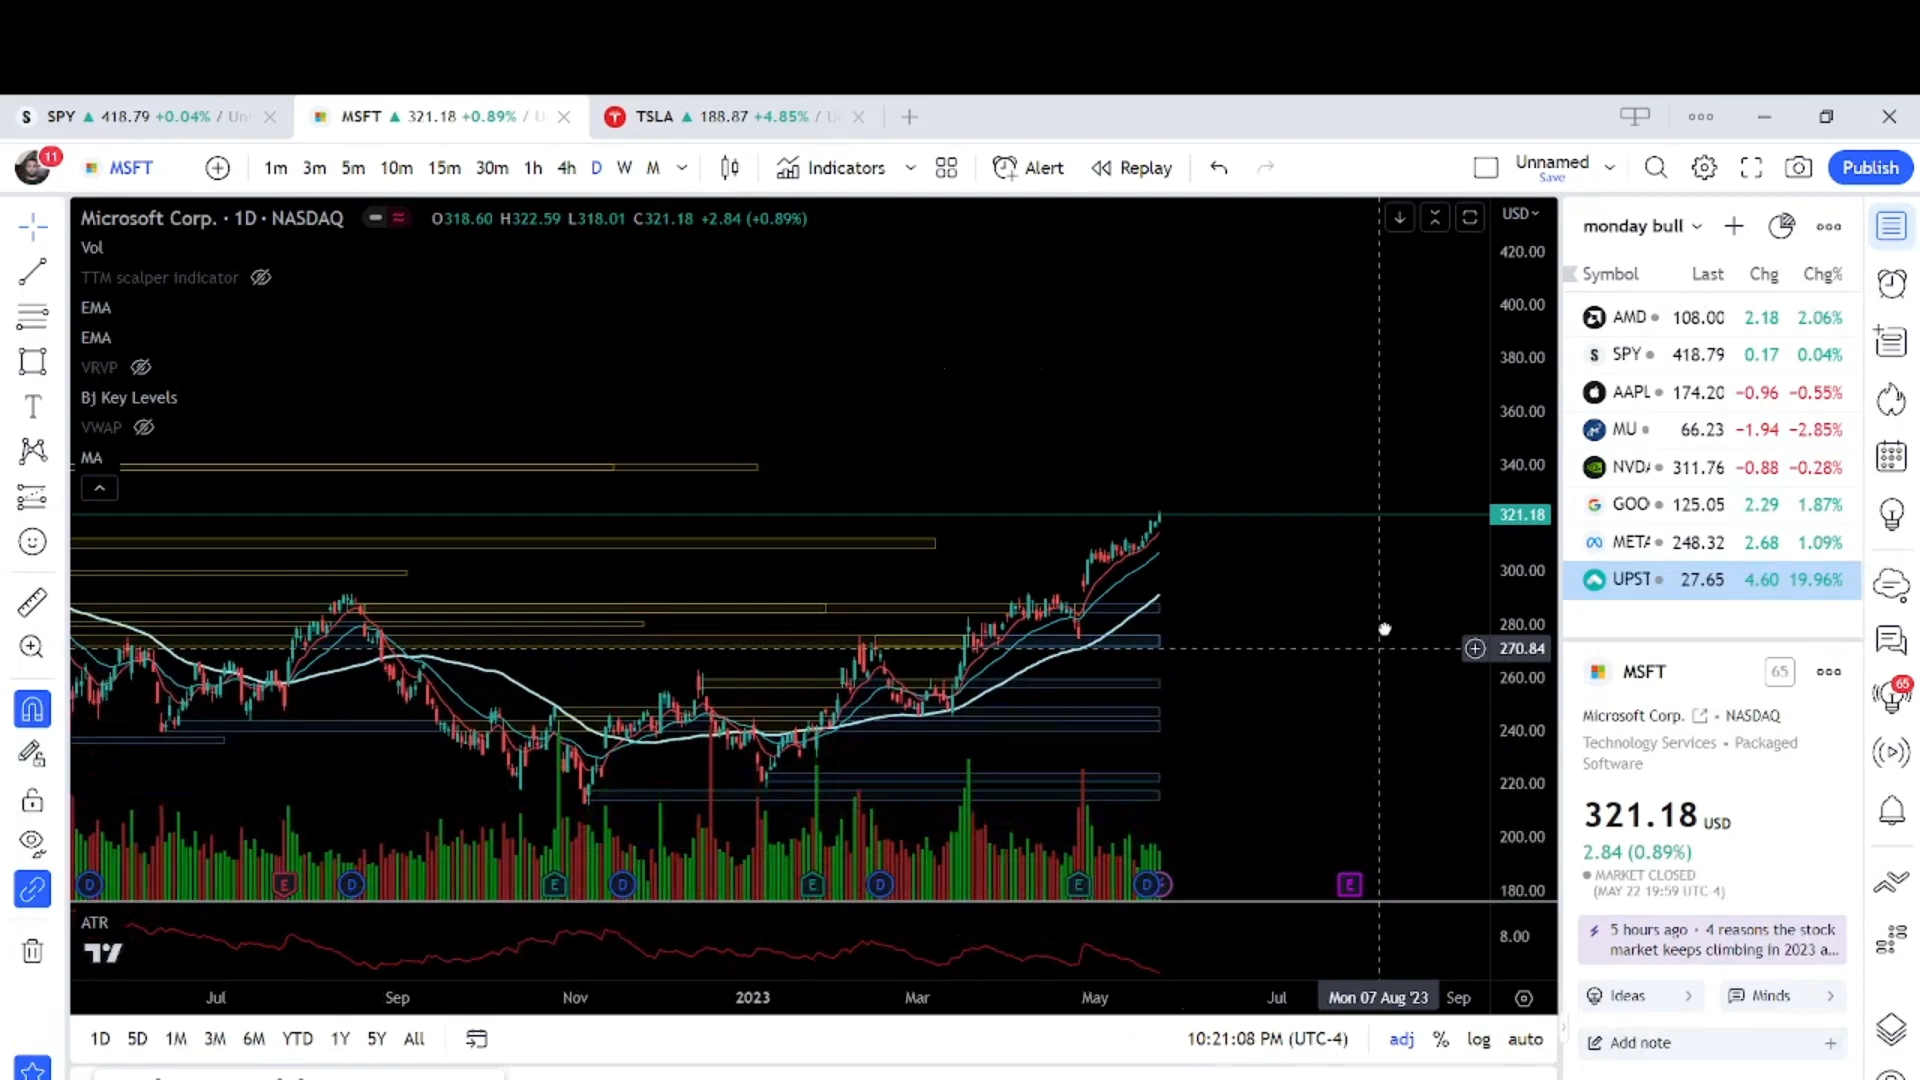 S SPY 418.79 +0.04% / Un
MSFT 321.18 +0.89% / U
TSLA 188.87 +4.85% / U
11
MSFT 1m 3m 5m 10m 15m 30m 1h 4h D W M Indicators Alert Replay Unnamed Save Publish
Microsoft Corp. · 1D · NASDAQ O318.60 H322.59 L318.01 C321.18 +2.84 (+0.89%)
Vol
TTM scalper indicator
EMA
EMA
VRVP
Bj Key Levels
VWAP
MA
USD
420.00
400.00
380.00
360.00
340.00
321.18
300.00
280.00
270.84
260.00
240.00
220.00
200.00
180.00
D E D E D E D E D E
ATR
8.00
Jul Sep Nov 2023 Mar May Jul Mon 07 Aug '23 Sep
1D 5D 1M 3M 6M YTD 1Y 5Y All 10:21:08 PM (UTC-4) adj % log auto
monday bull
Symbol Last Chg Chg%
AMD 108.00 2.18 2.06%
S SPY 418.79 0.17 0.04%
AAPL 174.20 −0.96 −0.55%
MU 66.23 −1.94 −2.85%
NVD 311.76 −0.88 −0.28%
GOO 125.05 2.29 1.87%
META 248.32 2.68 1.09%
UPST 27.65 4.60 19.96%
MSFT 65
Microsoft Corp. • NASDAQ
Technology Services • Packaged
Software
321.18 USD
2.84 (0.89%)
MARKET CLOSED
(MAY 22 19:59 UTC-4)
5 hours ago • 4 reasons the stock
market keeps climbing in 2023 a...
Ideas Minds
Add note
65